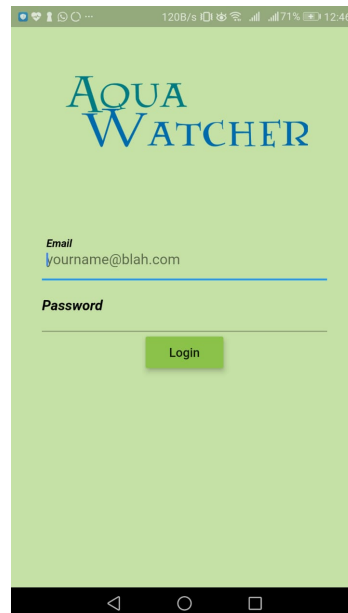 120B/s 71% 12:46
AQUA
WATCHER
Email
yourname@blah.com
Password
Login